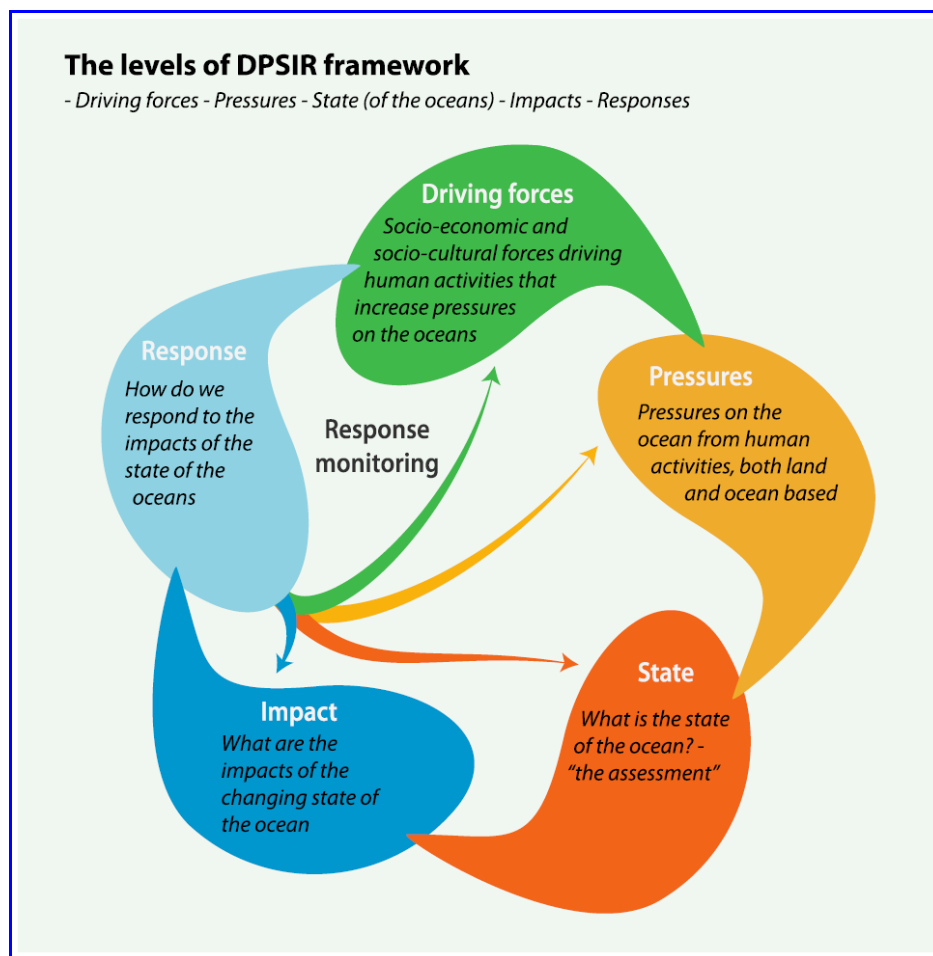 The levels of DPSIR framework
- Driving forces - Pressures - State (of the oceans) - Impacts - Responses
Driving forces
Socio-economic and
socio-cultural forces driving
human activities that
increase pressures
on the oceans
Pressures
Pressures on the
ocean from human
activities, both land
and ocean based
State
What is the state
of the ocean? -
“the assessment”
Impact
What are the
impacts of the
changing state of
the ocean
Response
How do we
respond to the
impacts of the
state of the
oceans
Response
monitoring